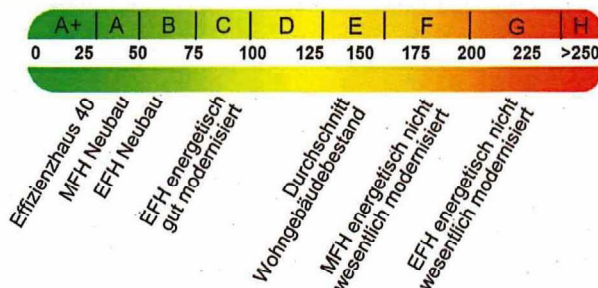 A+ A B C D E F G H
0 25 50 75 100 125 150 175 200 225 >250
Effizienzhaus 40
MFH Neubau
EFH Neubau
EFH energetisch
gut modernisiert
Durchschnitt
Wohngebäudebestand
MFH energetisch nicht
wesentlich modernisiert
EFH energetisch nicht
wesentlich modernisiert